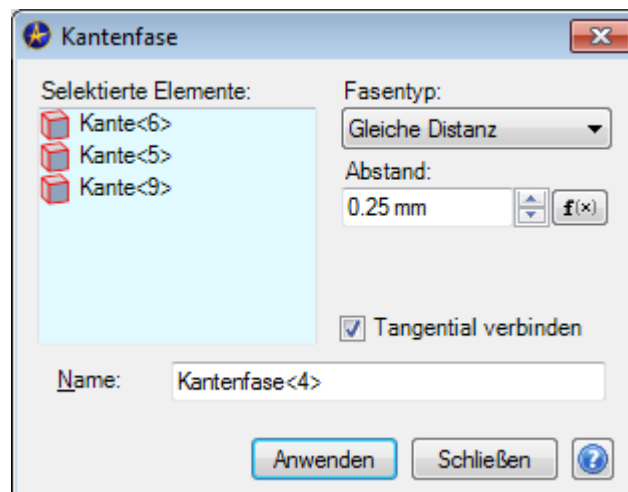 Kantenfase
Selektierte Elemente:
Kante<6>
Kante<5>
Kante<9>
Fasentyp:
Gleiche Distanz
Abstand:
0.25 mm
f(x)
Tangential verbinden
Name:
Kantenfase<4>
Anwenden
Schließen
?